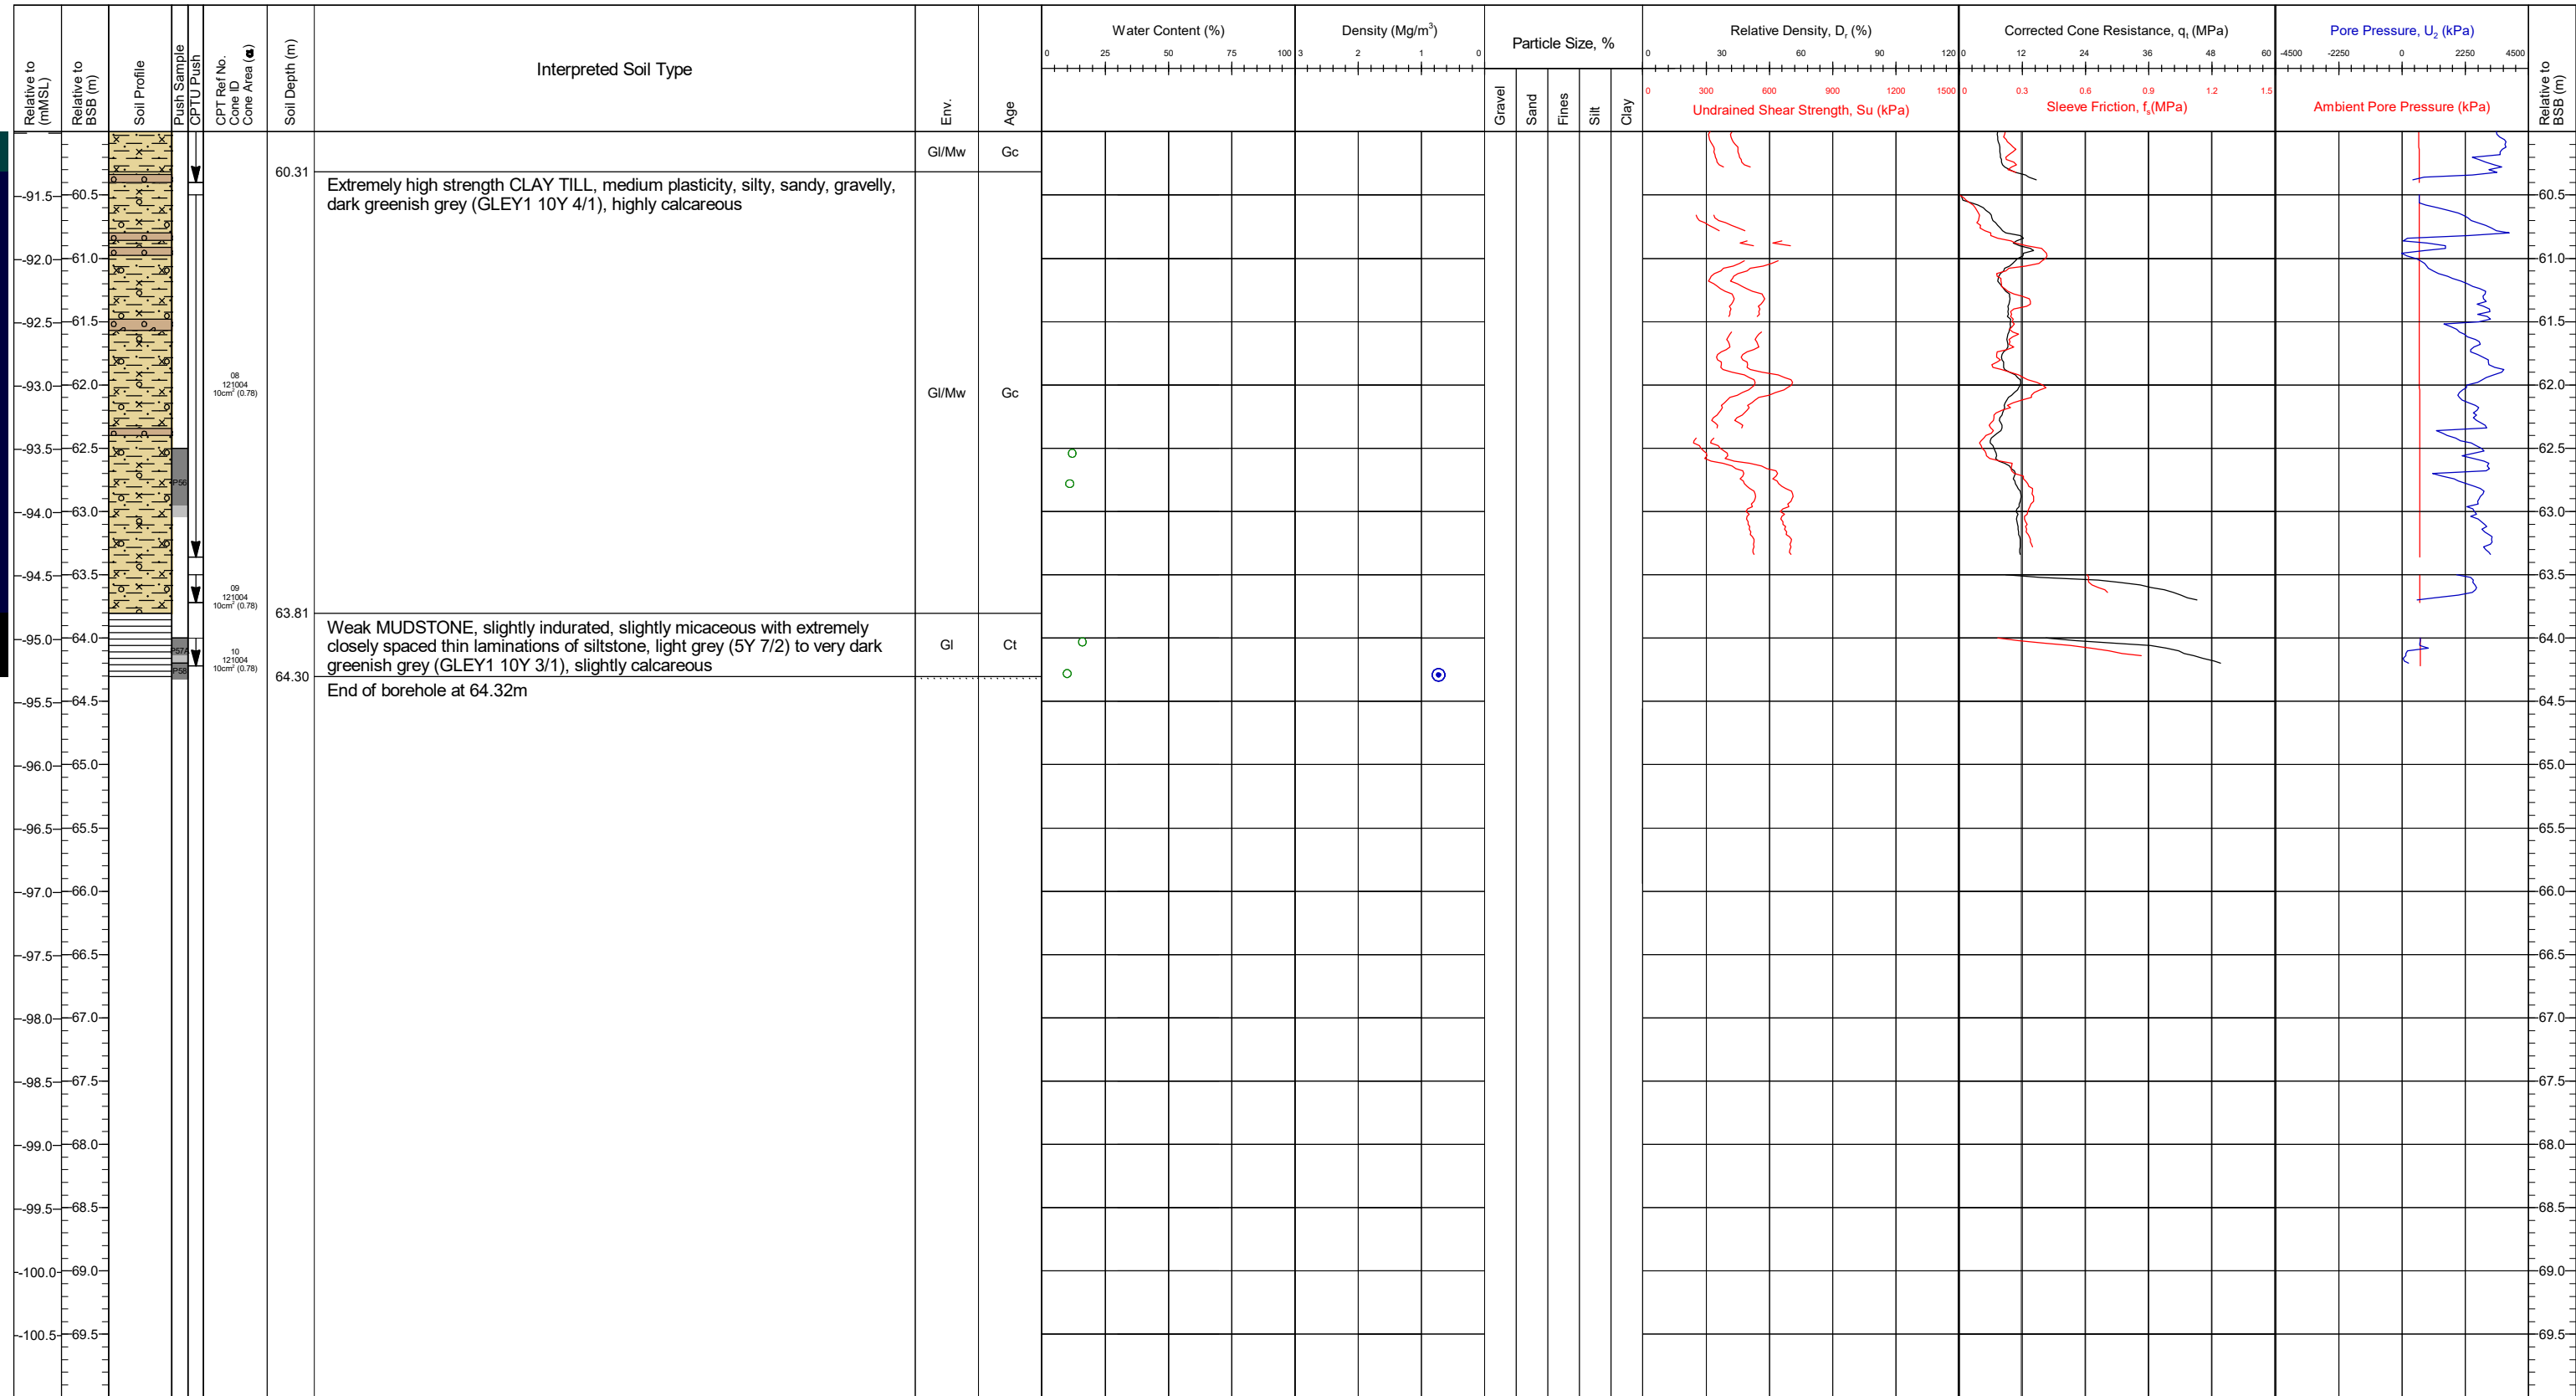 Relative to
(mMSL)
Relative to
BSB (m)
Soil Profile
Push Sample
CPTU Push
CPT Ref No.
Cone ID
Cone Area (α)
Soil Depth (m)
Interpreted Soil Type
Env.
Age
Water Content (%)
0 25 50 75 100
Density (Mg/m³)
3 2 1 0
Particle Size, %
Gravel
Sand
Fines
Silt
Clay
Relative Density, Dr (%)
0 30 60 90 120
0 300 600 900 1200 1500
Undrained Shear Strength, Su (kPa)
Corrected Cone Resistance, qt (MPa)
0 12 24 36 48 60
0 0.3 0.6 0.9 1.2 1.5
Sleeve Friction, fs(MPa)
Pore Pressure, U2 (kPa)
-4500 -2250 0 2250 4500
Ambient Pore Pressure (kPa)
Relative to
BSB (m)
Gl/Mw Gc
60.31
Extremely high strength CLAY TILL, medium plasticity, silty, sandy, gravelly,
dark greenish grey (GLEY1 10Y 4/1), highly calcareous
-91.5 60.5 60.5
-92.0 61.0 61.0
-92.5 61.5 61.5
08
121004
10cm² (0.78)
Gl/Mw Gc
-93.0 62.0 62.0
-93.5 62.5 62.5
P56
-94.0 63.0 63.0
-94.5 63.5 63.5
09
121004
10cm² (0.78)
63.81
Weak MUDSTONE, slightly indurated, slightly micaceous with extremely
closely spaced thin laminations of siltstone, light grey (5Y 7/2) to very dark
greenish grey (GLEY1 10Y 3/1), slightly calcareous
Gl Ct
-95.0 64.0 64.0
P57A
10
121004
10cm² (0.78)
P58
64.30
End of borehole at 64.32m
-95.5 64.5 64.5
-96.0 65.0 65.0
-96.5 65.5 65.5
-97.0 66.0 66.0
-97.5 66.5 66.5
-98.0 67.0 67.0
-98.5 67.5 67.5
-99.0 68.0 68.0
-99.5 68.5 68.5
-100.0 69.0 69.0
-100.5 69.5 69.5